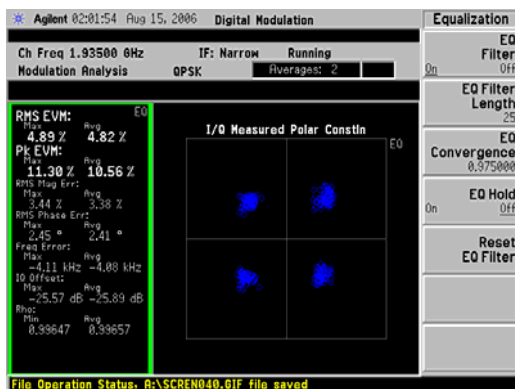 Agilent 02:01:54 Aug 15, 2006 Digital Modulation
Equalization
Ch Freq 1.93500 GHz IF: Narrow Running
Modulation Analysis QPSK Averages: 2
EQ
RMS EVM:
Max Avg
4.89 % 4.82 %
Pk EVM:
Max Avg
11.30 % 10.56 %
RMS Mag Err:
Max Avg
3.44 % 3.38 %
RMS Phase Err:
Max Avg
2.45 ° 2.41 °
Freq Error:
Max Avg
-4.11 kHz -4.08 kHz
IQ Offset:
Max Avg
-25.57 dB -25.89 dB
Rho:
Min Avg
0.99647 0.99657
I/Q Measured Polar Constln
EQ
EQ
Filter
On Off
EQ Filter
Length
25
EQ
Convergence
0.975000
EQ Hold
On Off
Reset
EQ Filter
File Operation Status, A:\SCREN040.GIF file saved